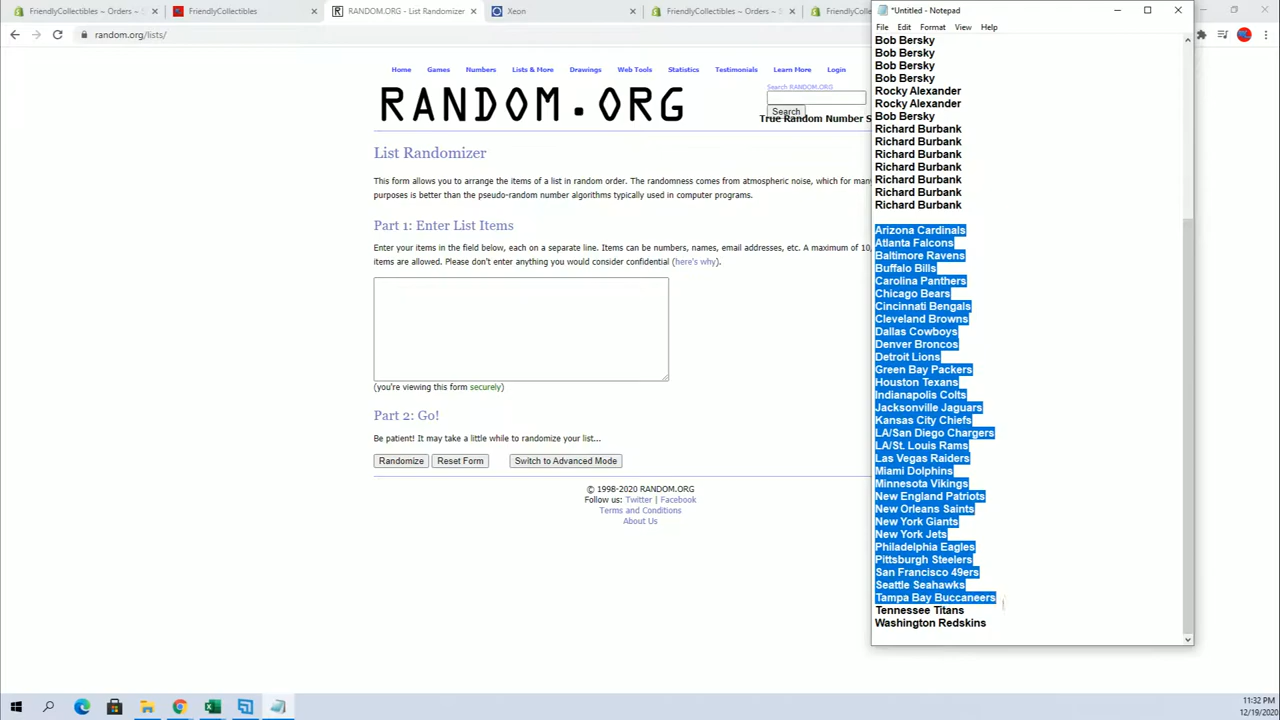 FriendlyCollectibles – Orders –
FriendlyCollectibles
RANDOM.ORG - List Randomizer
Xeon
FriendlyCollectibles – Orders –
FriendlyColl
*Untitled - Notepad
random.org/lists/
File Edit Format View Help
Home Games Numbers Lists & More Drawings Web Tools Statistics Testimonials Learn More Login
Search RANDOM.ORG
RANDOM.ORG
Search
True Random Number S
List Randomizer
This form allows you to arrange the items of a list in random order. The randomness comes from atmospheric noise, which for many
purposes is better than the pseudo-random number algorithms typically used in computer programs.
Part 1: Enter List Items
Enter your items in the field below, each on a separate line. Items can be numbers, names, email addresses, etc. A maximum of 10,
items are allowed. Please don't enter anything you would consider confidential (here's why).
(you're viewing this form securely)
Part 2: Go!
Be patient! It may take a little while to randomize your list...
Randomize Reset Form Switch to Advanced Mode
© 1998-2020 RANDOM.ORG
Follow us: Twitter | Facebook
Terms and Conditions
About Us
Bob Bersky
Bob Bersky
Bob Bersky
Bob Bersky
Rocky Alexander
Rocky Alexander
Bob Bersky
Richard Burbank
Richard Burbank
Richard Burbank
Richard Burbank
Richard Burbank
Richard Burbank
Richard Burbank
Arizona Cardinals
Atlanta Falcons
Baltimore Ravens
Buffalo Bills
Carolina Panthers
Chicago Bears
Cincinnati Bengals
Cleveland Browns
Dallas Cowboys
Denver Broncos
Detroit Lions
Green Bay Packers
Houston Texans
Indianapolis Colts
Jacksonville Jaguars
Kansas City Chiefs
LA/San Diego Chargers
LA/St. Louis Rams
Las Vegas Raiders
Miami Dolphins
Minnesota Vikings
New England Patriots
New Orleans Saints
New York Giants
New York Jets
Philadelphia Eagles
Pittsburgh Steelers
San Francisco 49ers
Seattle Seahawks
Tampa Bay Buccaneers
Tennessee Titans
Washington Redskins
11:32 PM
12/19/2020